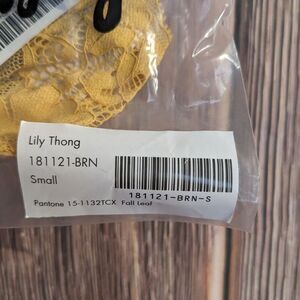 Lily Thong
181121-BRN
Small
181121-BRN-S
Pantone 15-1132TCX Fall Leaf